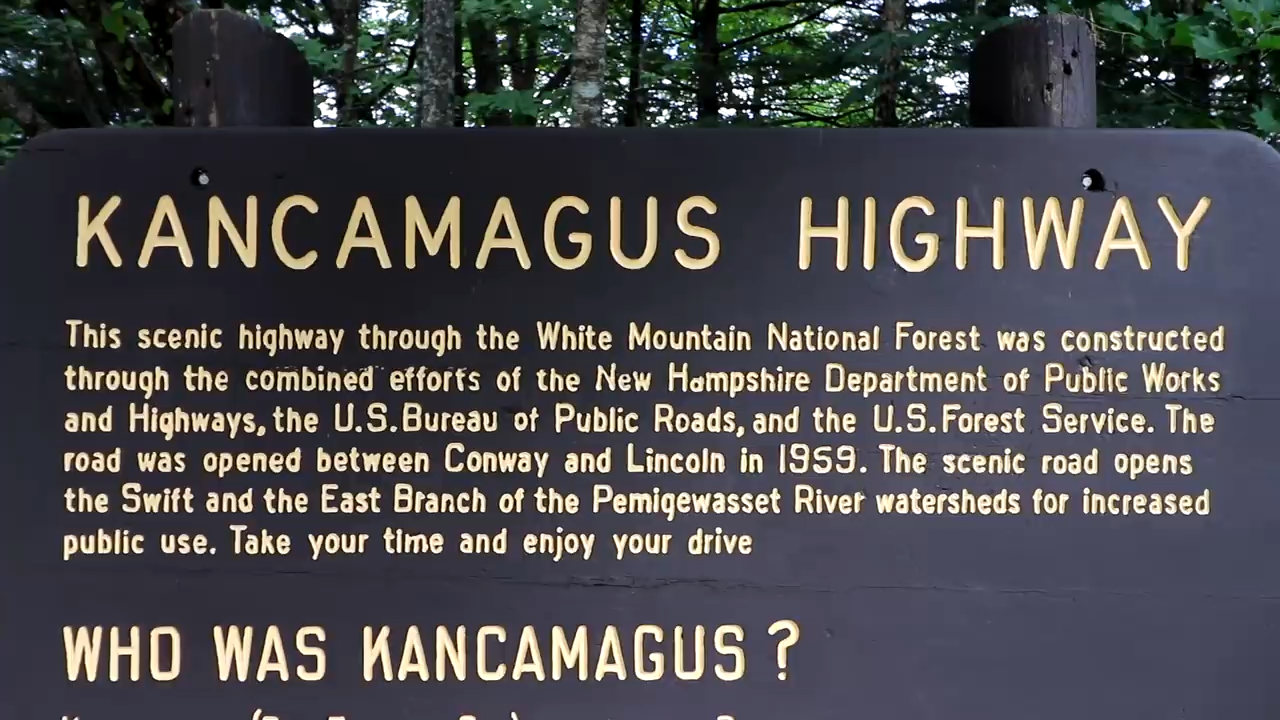 KANCAMAGUS HIGHWAY
This scenic highway through the White Mountain National Forest was constructed
through the combined efforts of the New Hampshire Department of Public Works
and Highways, the U.S. Bureau of Public Roads, and the U.S. Forest Service. The
road was opened between Conway and Lincoln in 1959. The scenic road opens
the Swift and the East Branch of the Pemigewasset River watersheds for increased
public use. Take your time and enjoy your drive
WHO WAS KANCAMAGUS ?